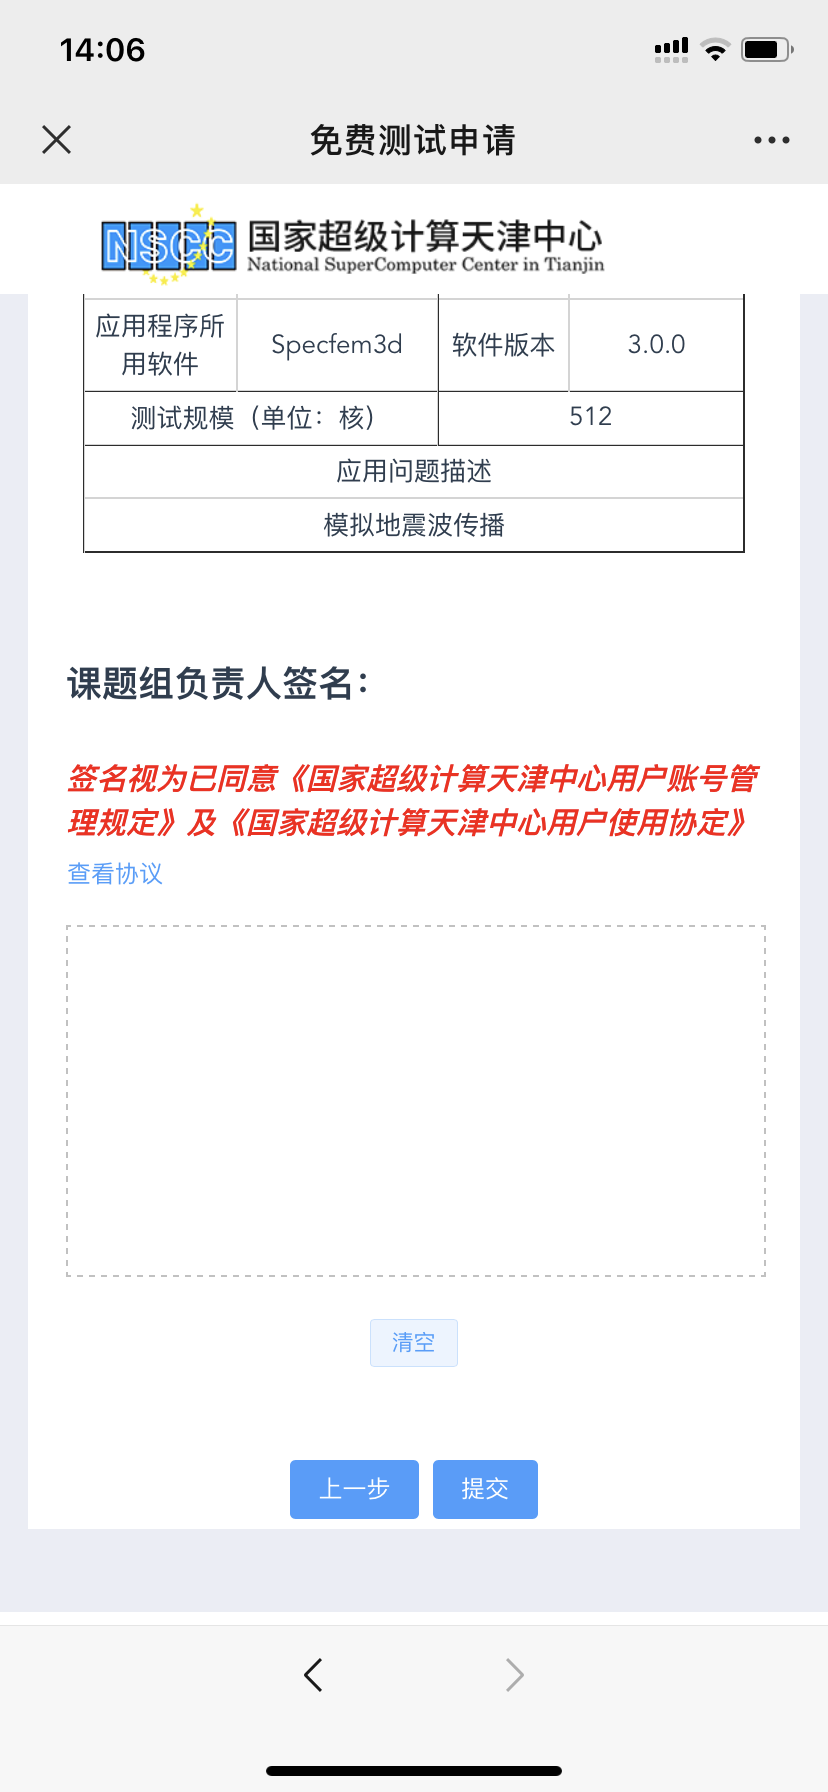 14:06
免费测试申请
NSCC
国家超级计算天津中心
National SuperComputer Center in Tianjin
应用程序所
用软件
Specfem3d
软件版本
3.0.0
测试规模（单位：核）
512
应用问题描述
模拟地震波传播
课题组负责人签名：
签名视为已同意《国家超级计算天津中心用户账号管
理规定》及《国家超级计算天津中心用户使用协定》
查看协议
清空
上一步
提交